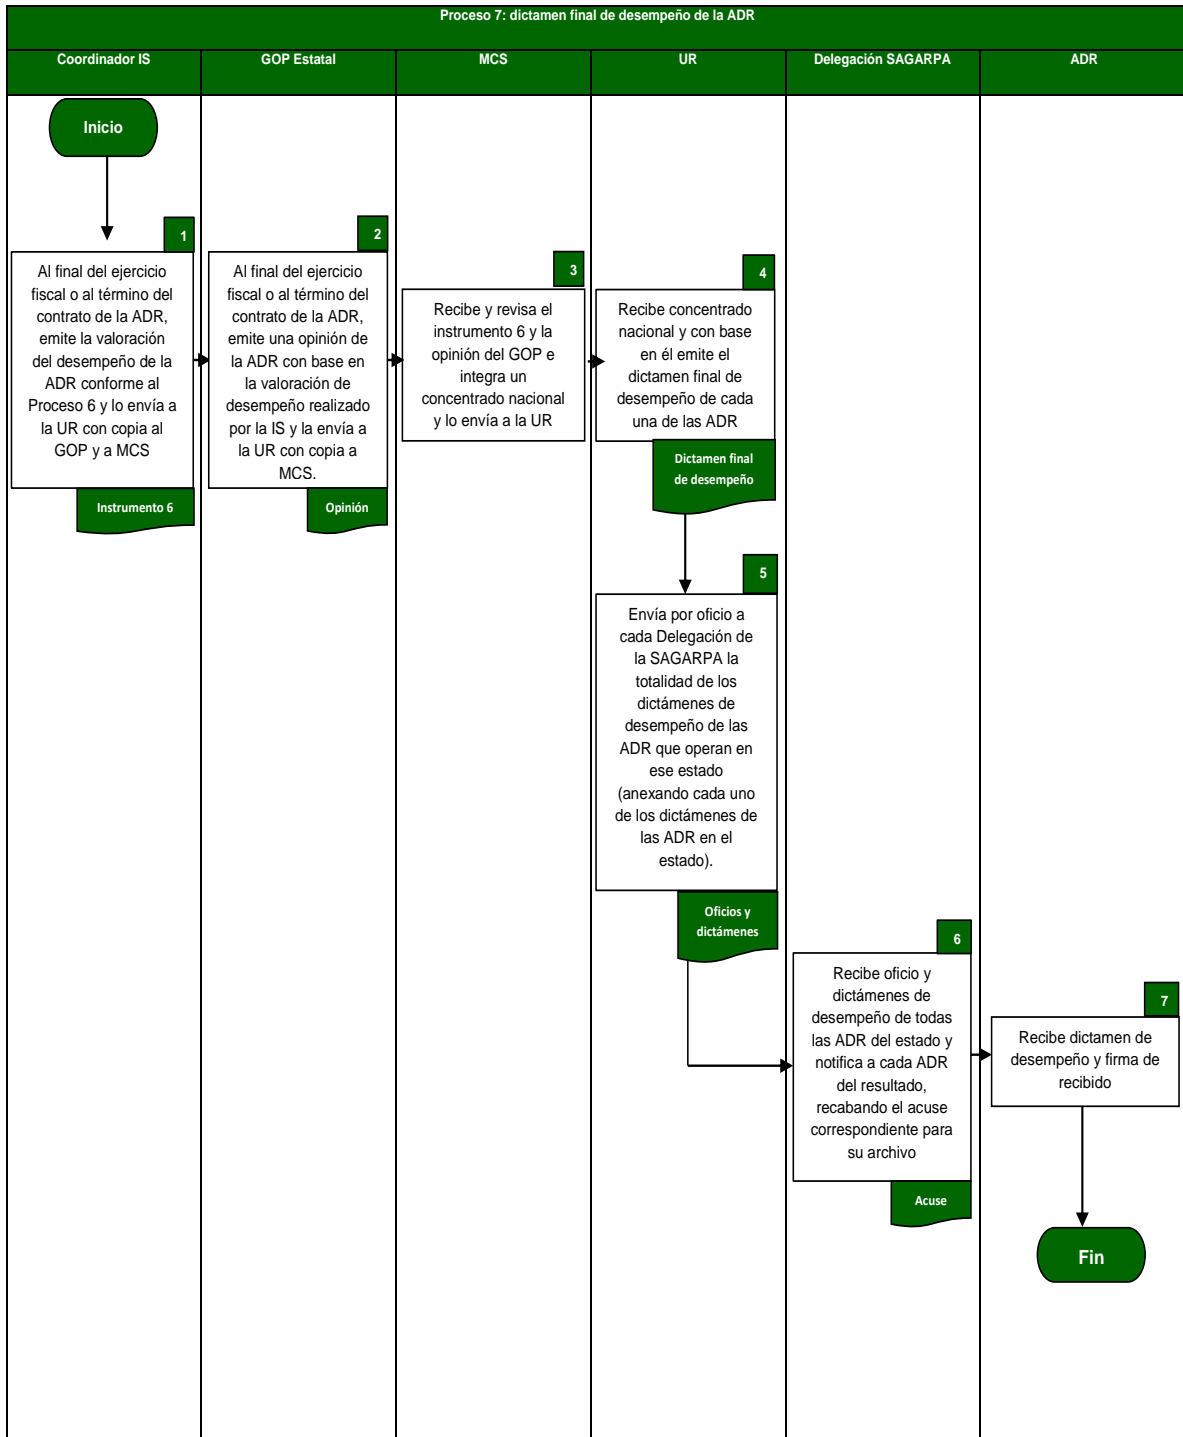 Proceso 7: dictamen final de desempeño de la ADR
Coordinador IS
GOP Estatal
MCS
UR
Delegación SAGARPA
ADR
Inicio
1
Al final del ejercicio
fiscal o al término del
contrato de la ADR,
emite la valoración
del desempeño de la
ADR conforme al
Proceso 6 y lo envía a
la UR con copia al
GOP y a MCS
Instrumento 6
2
Al final del ejercicio
fiscal o al término del
contrato de la ADR,
emite una opinión de
la ADR con base en
la valoración de
desempeño realizado
por la IS y la envía a
la UR con copia a
MCS.
Opinión
3
Recibe y revisa el
instrumento 6 y la
opinión del GOP e
integra un
concentrado nacional
y lo envía a la UR
4
Recibe concentrado
nacional y con base
en él emite el
dictamen final de
desempeño de cada
una de las ADR
Dictamen final
de desempeño
5
Envía por oficio a
cada Delegación de
la SAGARPA la
totalidad de los
dictámenes de
desempeño de las
ADR que operan en
ese estado
(anexando cada uno
de los dictámenes de
las ADR en el
estado).
Oficios y
dictámenes
6
Recibe oficio y
dictámenes de
desempeño de todas
las ADR del estado y
notifica a cada ADR
del resultado,
recabando el acuse
correspondiente para
su archivo
Acuse
7
Recibe dictamen de
desempeño y firma de
recibido
Fin